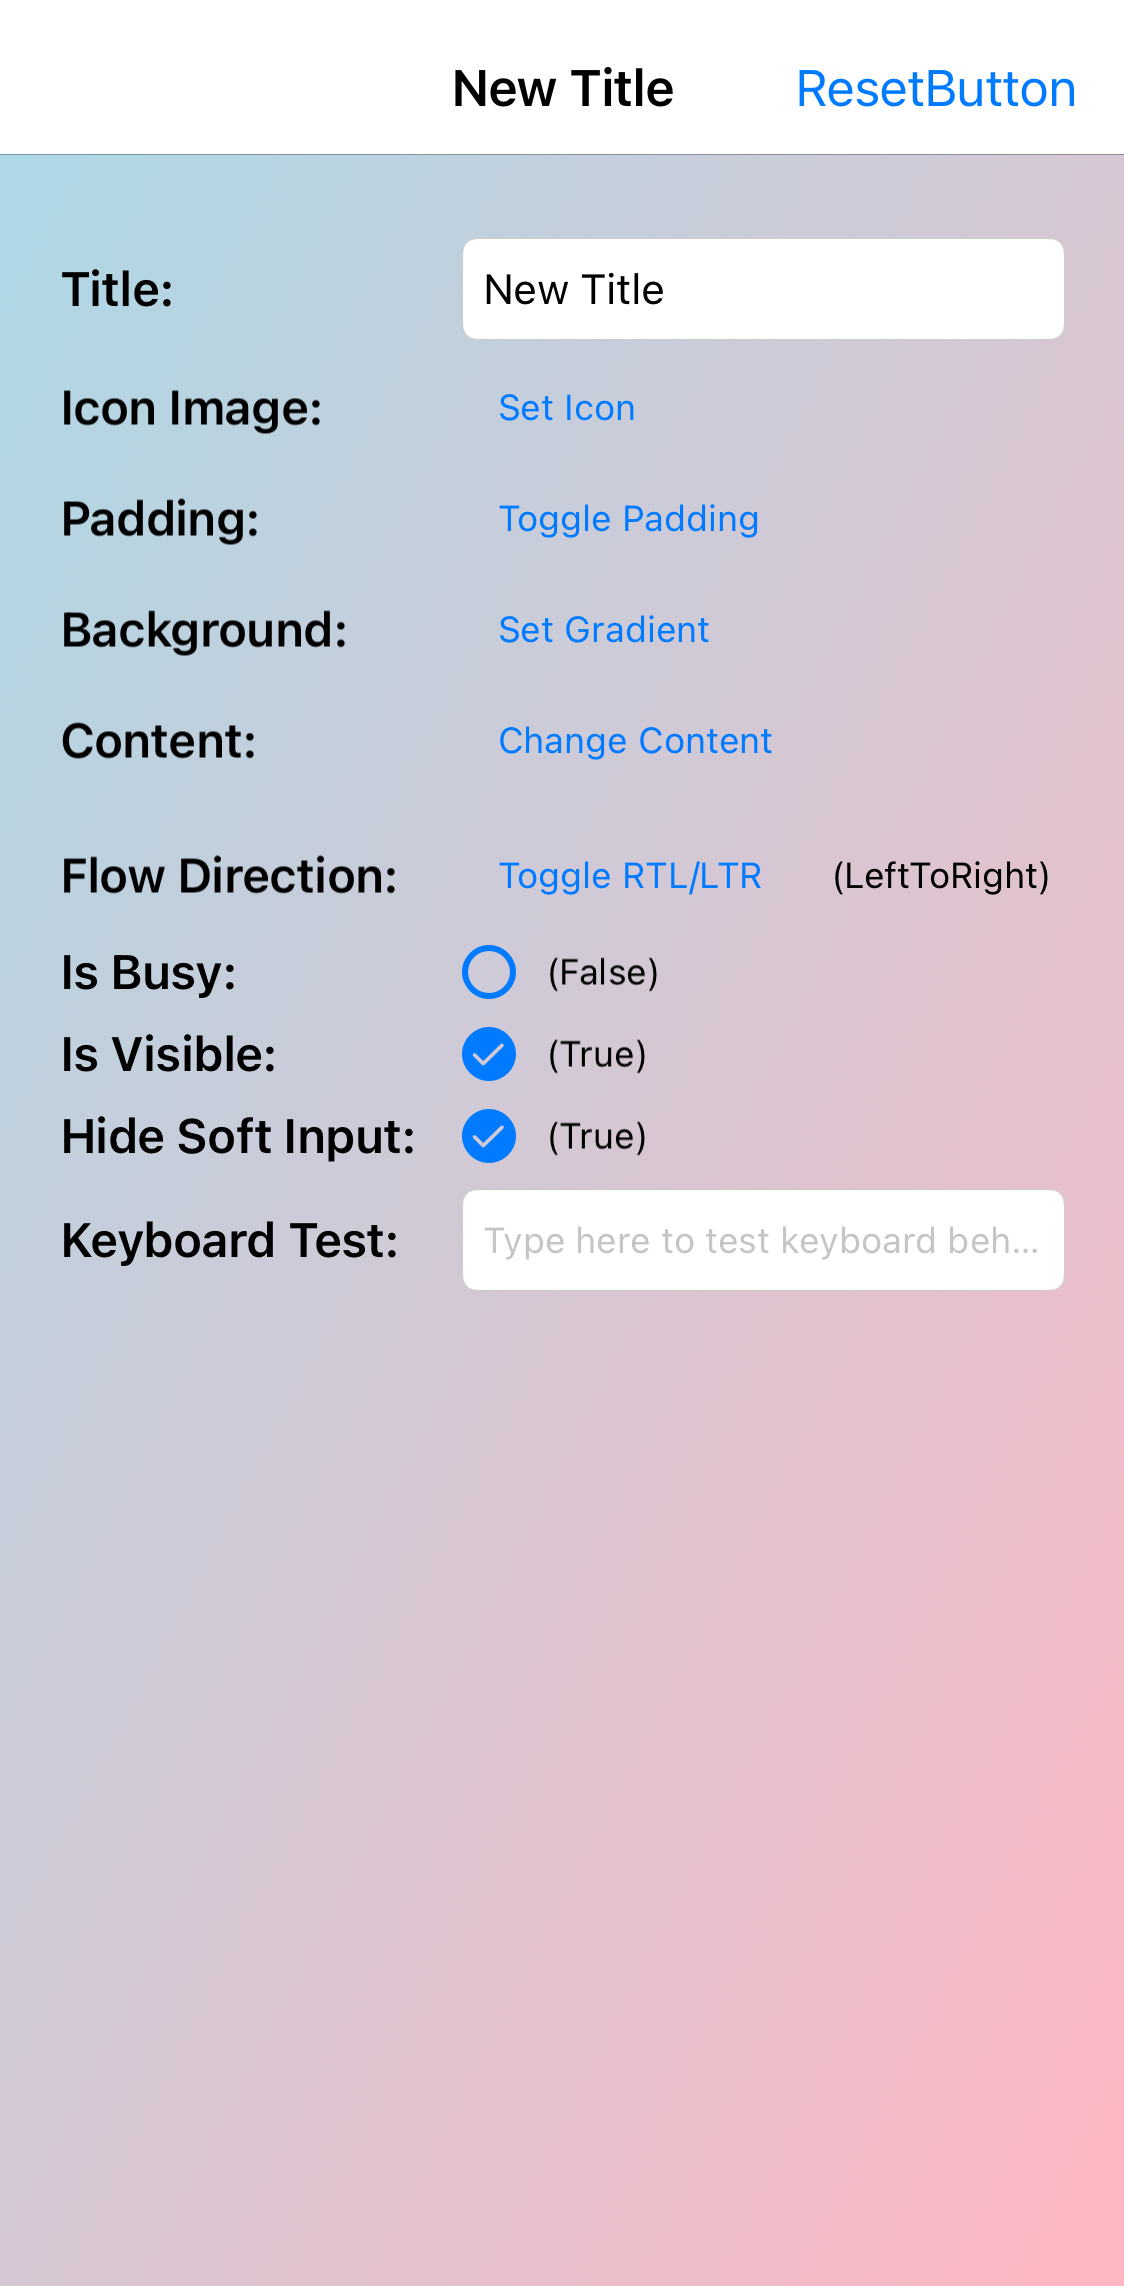 New Title ResetButton
Title: New Title
Icon Image: Set Icon
Padding: Toggle Padding
Background: Set Gradient
Content: Change Content
Flow Direction: Toggle RTL/LTR (LeftToRight)
Is Busy: (False)
Is Visible: (True)
Hide Soft Input: (True)
Keyboard Test: Type here to test keyboard beh...